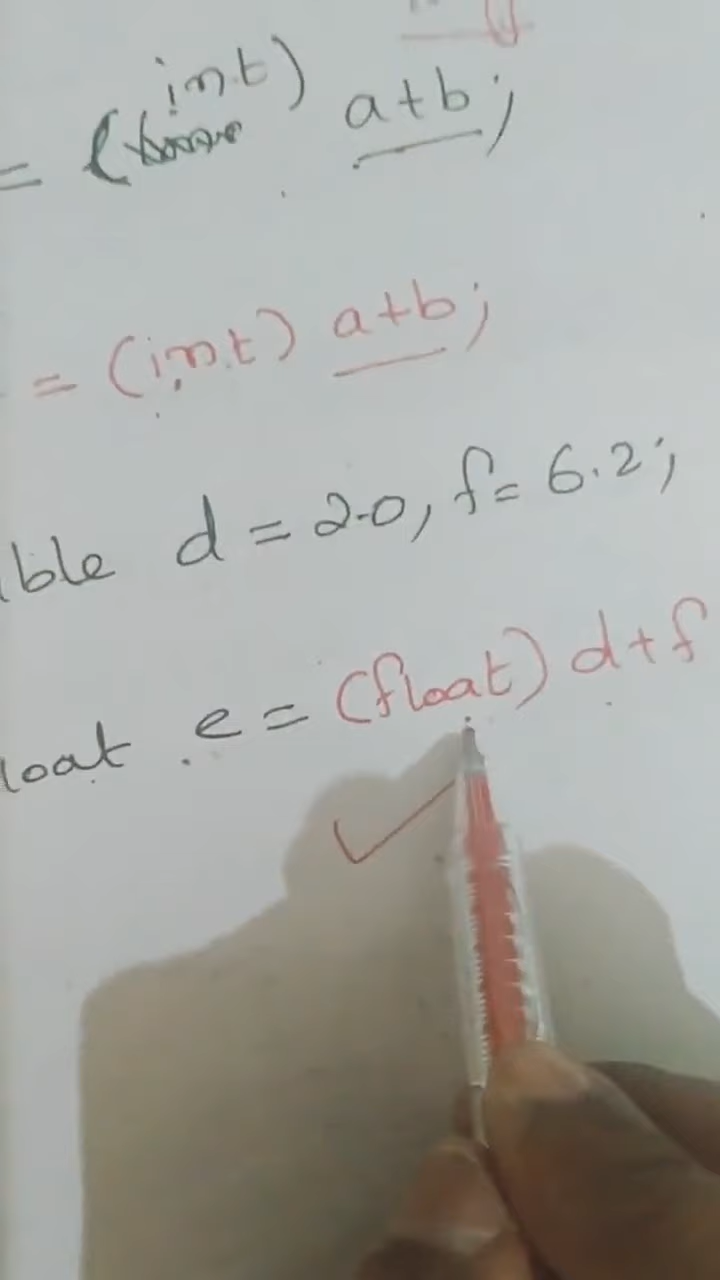 = (int) a+b;
= (int) a+b;
ble d = 2.0, f = 6.2;
loat e = (float) d+f